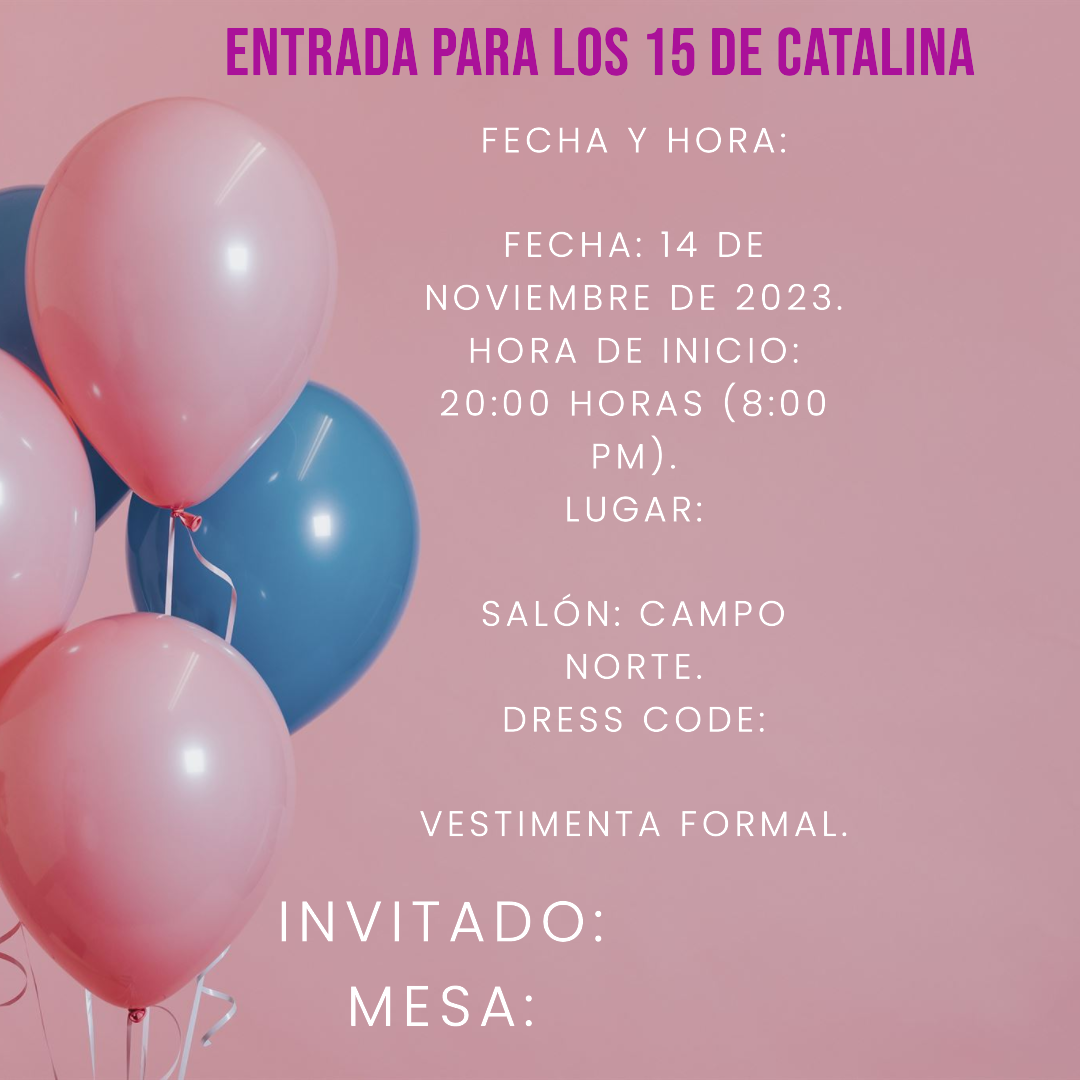 ENTRADA PARA LOS 15 DE CATALINA
FECHA Y HORA:
FECHA: 14 DE
NOVIEMBRE DE 2023.
HORA DE INICIO:
20:00 HORAS (8:00
PM).
LUGAR:
SALÓN: CAMPO
NORTE.
DRESS CODE:
VESTIMENTA FORMAL.
INVITADO:
MESA: